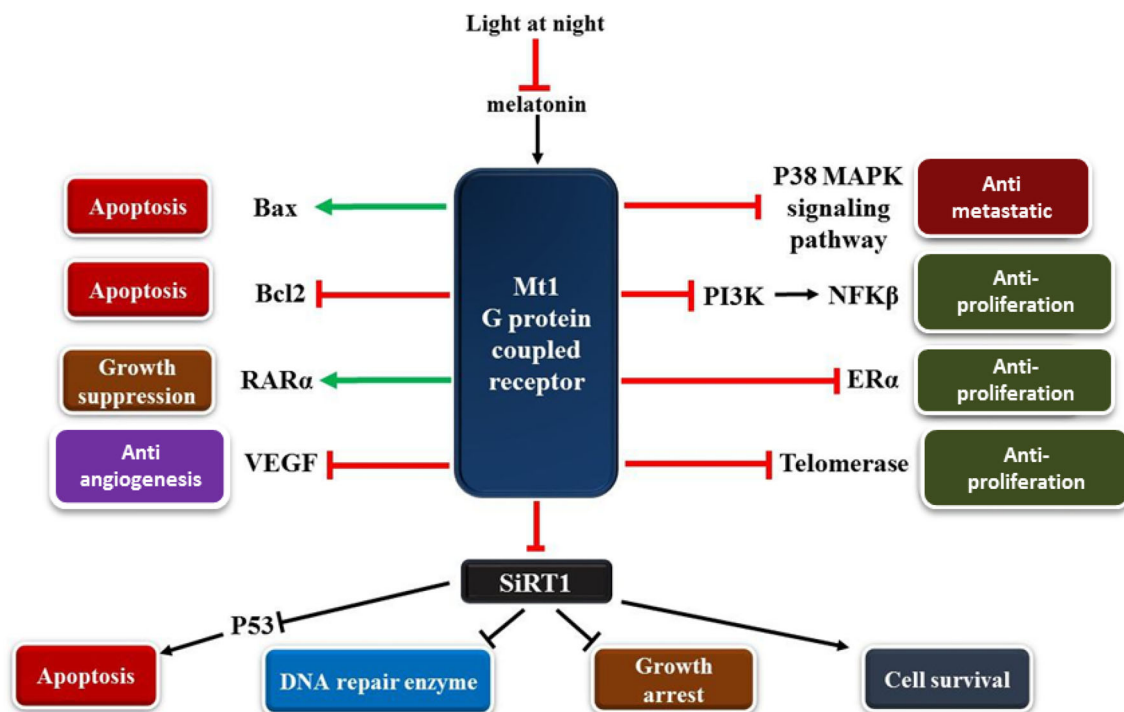 Light at night
melatonin
Apoptosis
Bax
P38 MAPK
signaling
pathway
Anti
metastatic
Apoptosis
Bcl2
Mt1
G protein
coupled
receptor
PI3K
NFKβ
Anti-
proliferation
Growth
suppression
RARα
ERα
Anti-
proliferation
Anti
angiogenesis
VEGF
Telomerase
Anti-
proliferation
SiRT1
P53
Apoptosis
DNA repair enzyme
Growth
arrest
Cell survival